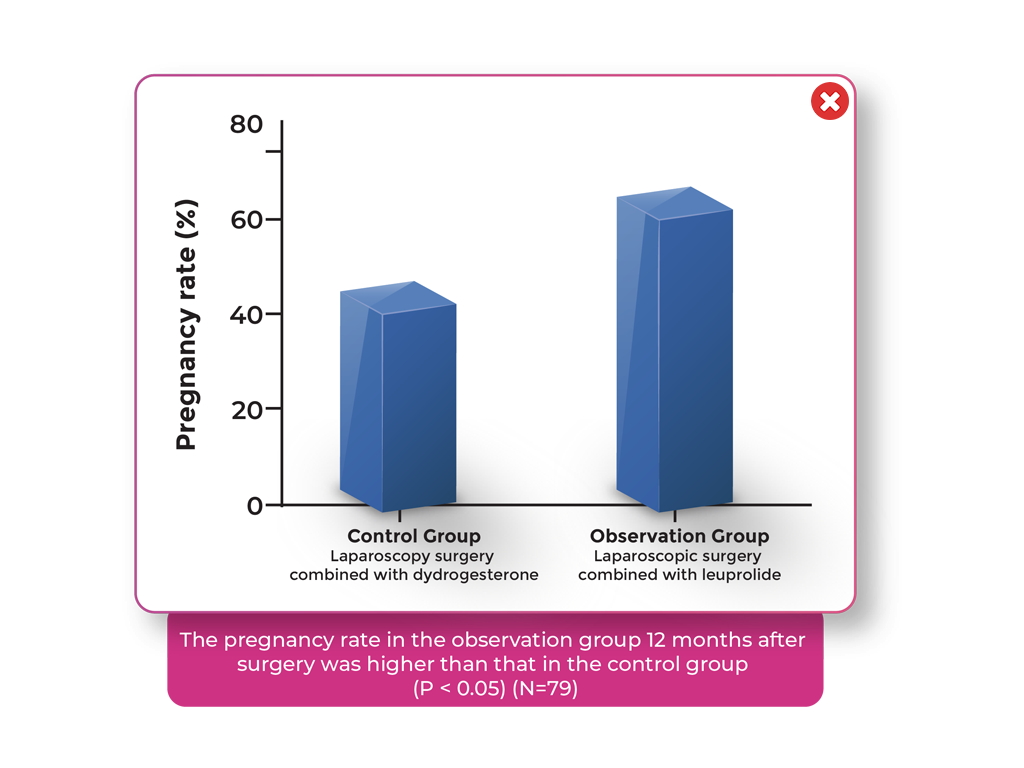 80
60
40
20
0
Pregnancy rate (%)
Control Group
Laparoscopy surgery
combined with dydrogesterone
Observation Group
Laparoscopic surgery
combined with leuprolide
The pregnancy rate in the observation group 12 months after
surgery was higher than that in the control group
(P < 0.05) (N=79)